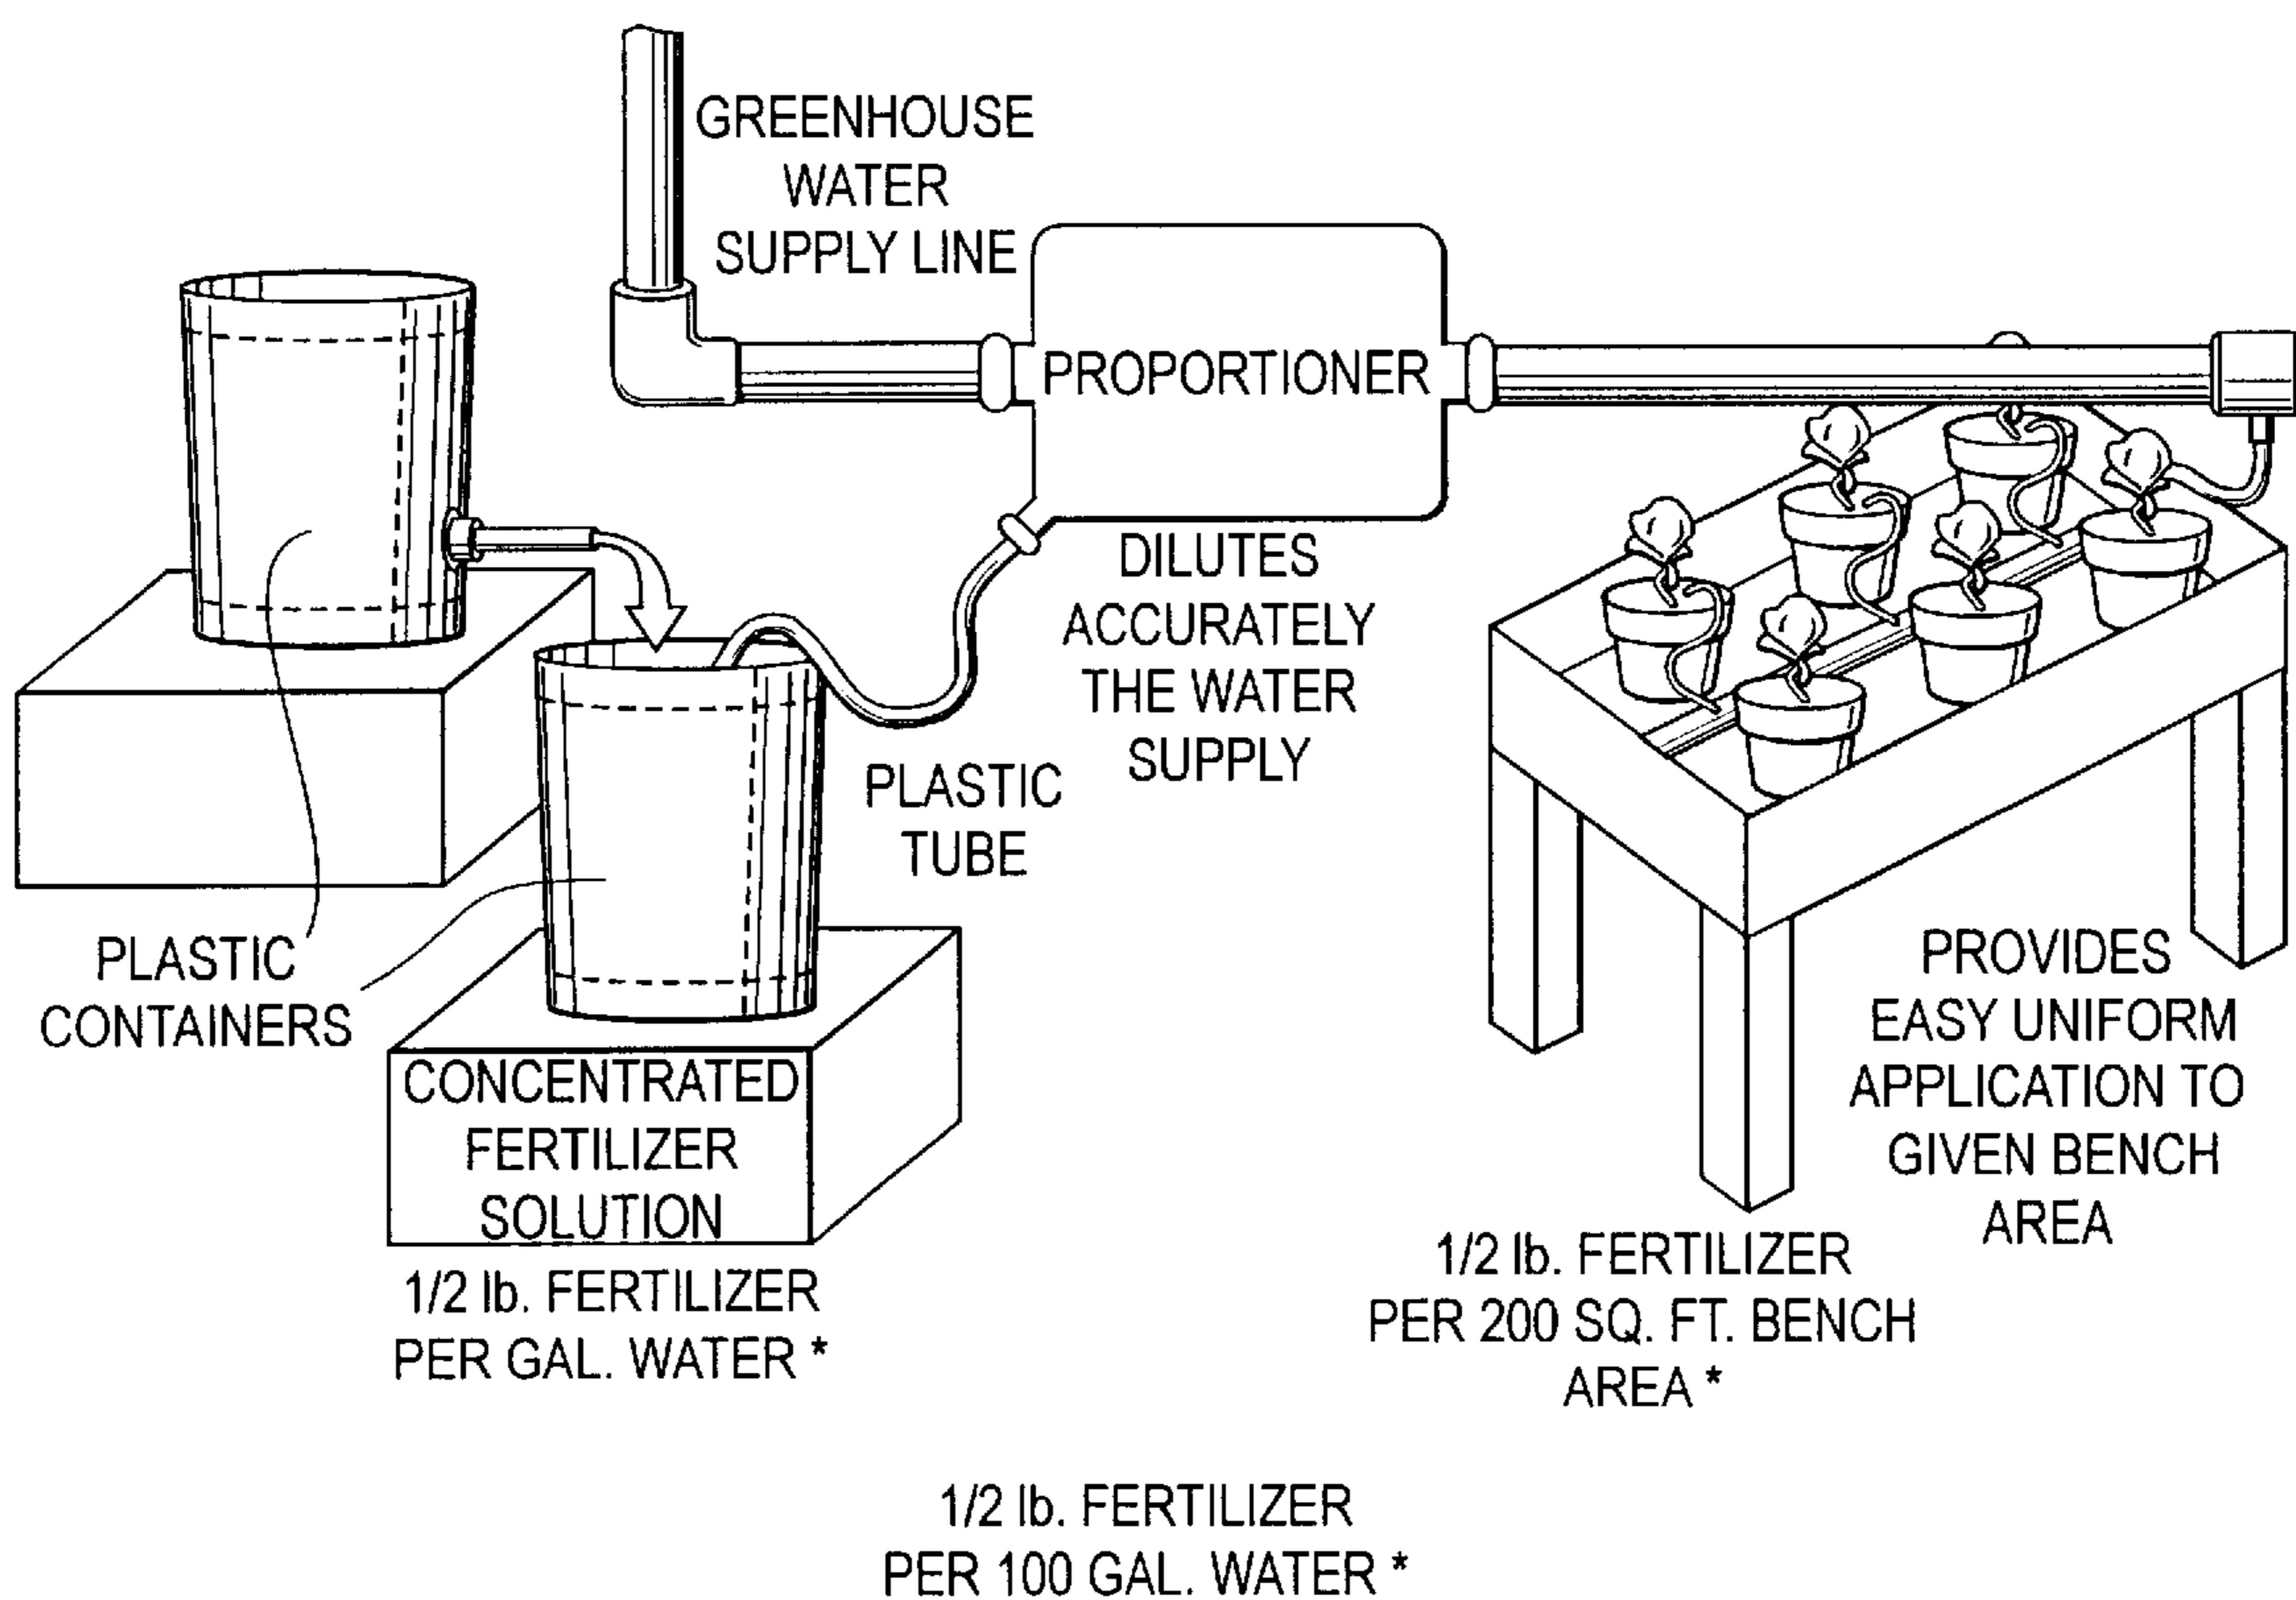 GREENHOUSE
WATER
SUPPLY LINE
PROPORTIONER
DILUTES
ACCURATELY
THE WATER
SUPPLY
PLASTIC
TUBE
PLASTIC
CONTAINERS
CONCENTRATED
FERTILIZER
SOLUTION
1/2 lb. FERTILIZER
PER GAL. WATER *
PROVIDES
EASY UNIFORM
APPLICATION TO
GIVEN BENCH
AREA
1/2 lb. FERTILIZER
PER 200 SQ. FT. BENCH
AREA *
1/2 lb. FERTILIZER
PER 100 GAL. WATER *